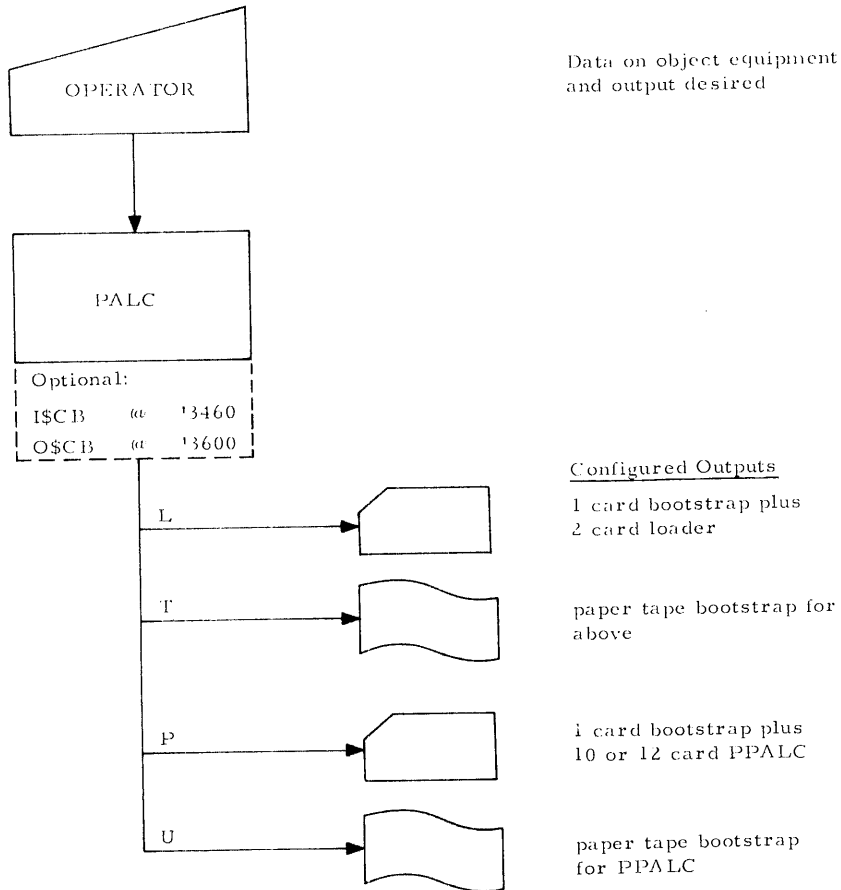 OPERATOR
Data on object equipment
and output desired
PALC
Optional:
I$CB @ '3460
O$CB @ '3600
Configured Outputs
L
1 card bootstrap plus
2 card loader
T
paper tape bootstrap for
above
P
1 card bootstrap plus
10 or 12 card PPALC
U
paper tape bootstrap
for PPALC